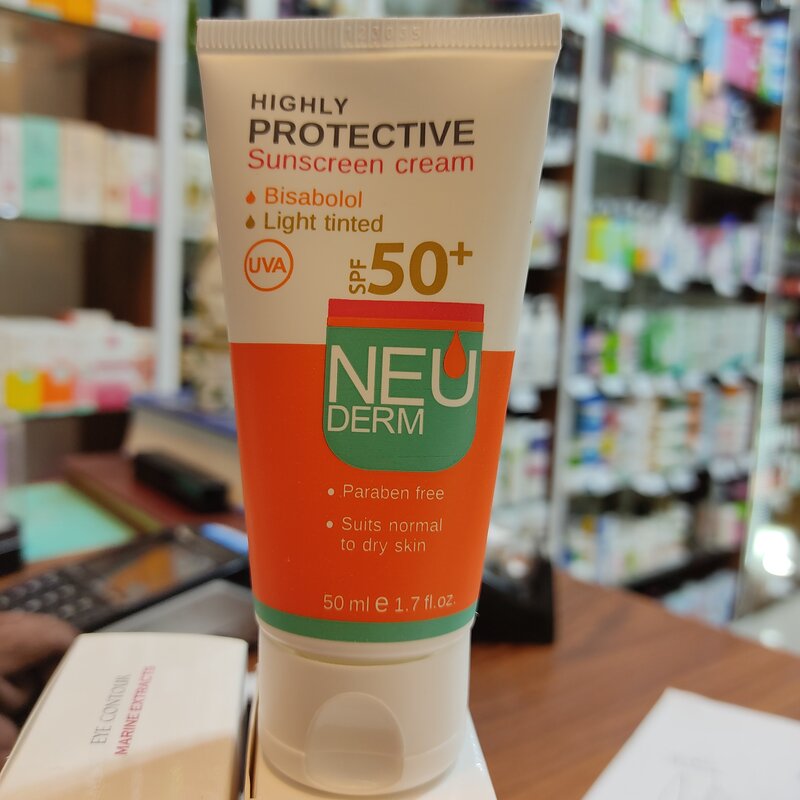 HIGHLY
PROTECTIVE
Sunscreen cream
Bisabolol
Light tinted
UVA
SPF 50+
NEU
DERM
Paraben free
Suits normal
to dry skin
50 ml e 1.7 fl.oz.
EYE CONTOUR
MARINE EXTRACTS